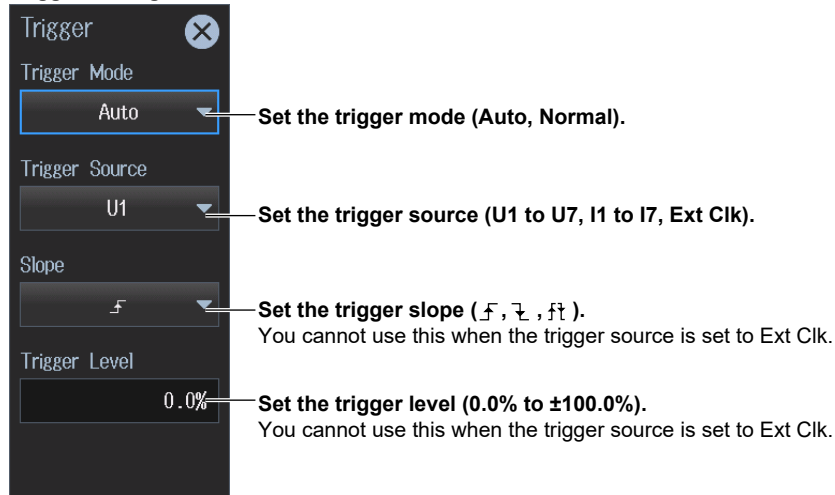 Trigger
Trigger Mode
Auto
Set the trigger mode (Auto, Normal).
Trigger Source
U1
Set the trigger source (U1 to U7, I1 to I7, Ext Clk).
Slope
Set the trigger slope ( , , ).
You cannot use this when the trigger source is set to Ext Clk.
Trigger Level
0.0%
Set the trigger level (0.0% to ±100.0%).
You cannot use this when the trigger source is set to Ext Clk.